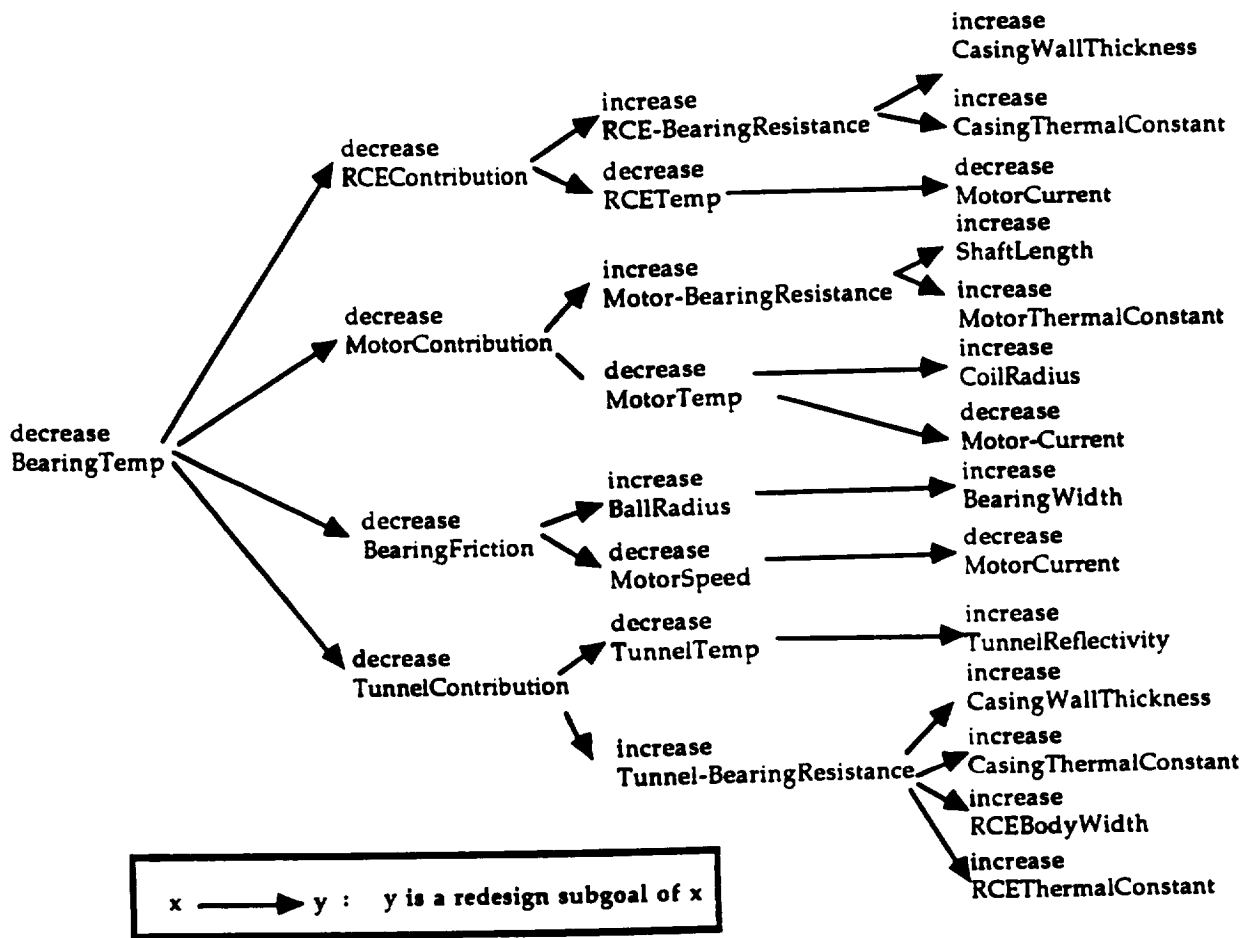 decrease
BearingTemp
decrease
RCEContribution
decrease
MotorContribution
decrease
BearingFriction
decrease
TunnelContribution
increase
RCE-BearingResistance
decrease
RCETemp
increase
Motor-BearingResistance
decrease
MotorTemp
increase
BallRadius
decrease
MotorSpeed
decrease
TunnelTemp
increase
Tunnel-BearingResistance
increase
CasingWallThickness
increase
CasingThermalConstant
decrease
MotorCurrent
increase
ShaftLength
increase
MotorThermalConstant
increase
CoilRadius
decrease
Motor-Current
increase
BearingWidth
decrease
MotorCurrent
increase
TunnelReflectivity
increase
CasingWallThickness
increase
CasingThermalConstant
increase
RCEBodyWidth
increase
RCEThermalConstant
x y : y is a redesign subgoal of x